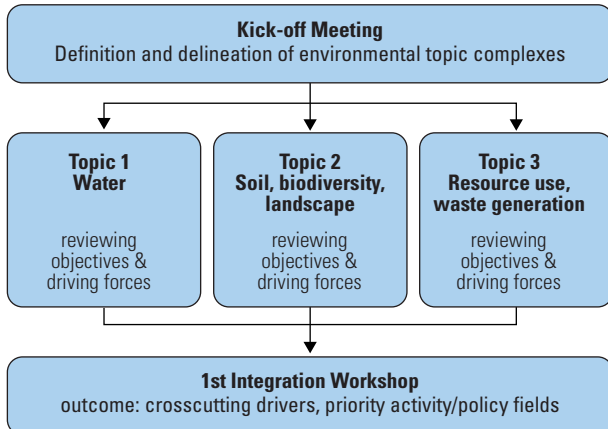 Kick-off Meeting
Definition and delineation of environmental topic complexes
Topic 1
Water
reviewing
objectives &
driving forces
Topic 2
Soil, biodiversity,
landscape
reviewing
objectives &
driving forces
Topic 3
Resource use,
waste generation
reviewing
objectives &
driving forces
1st Integration Workshop
outcome: crosscutting drivers, priority activity/policy fields